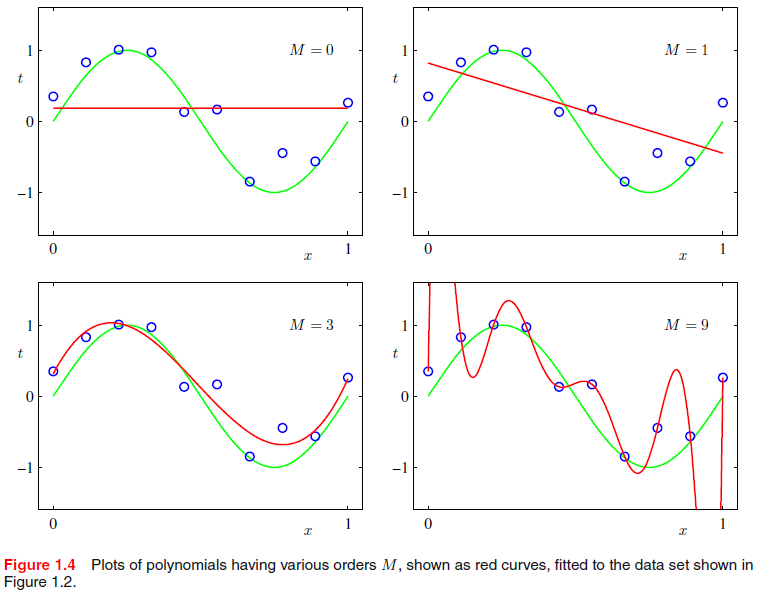 M = 0
1
t
0
−1
0
x
1
M = 1
1
t
0
−1
0
x
1
M = 3
1
t
0
−1
0
x
1
M = 9
1
t
0
−1
0
x
1
Figure 1.4 Plots of polynomials having various orders M, shown as red curves, fitted to the data set shown in
Figure 1.2.